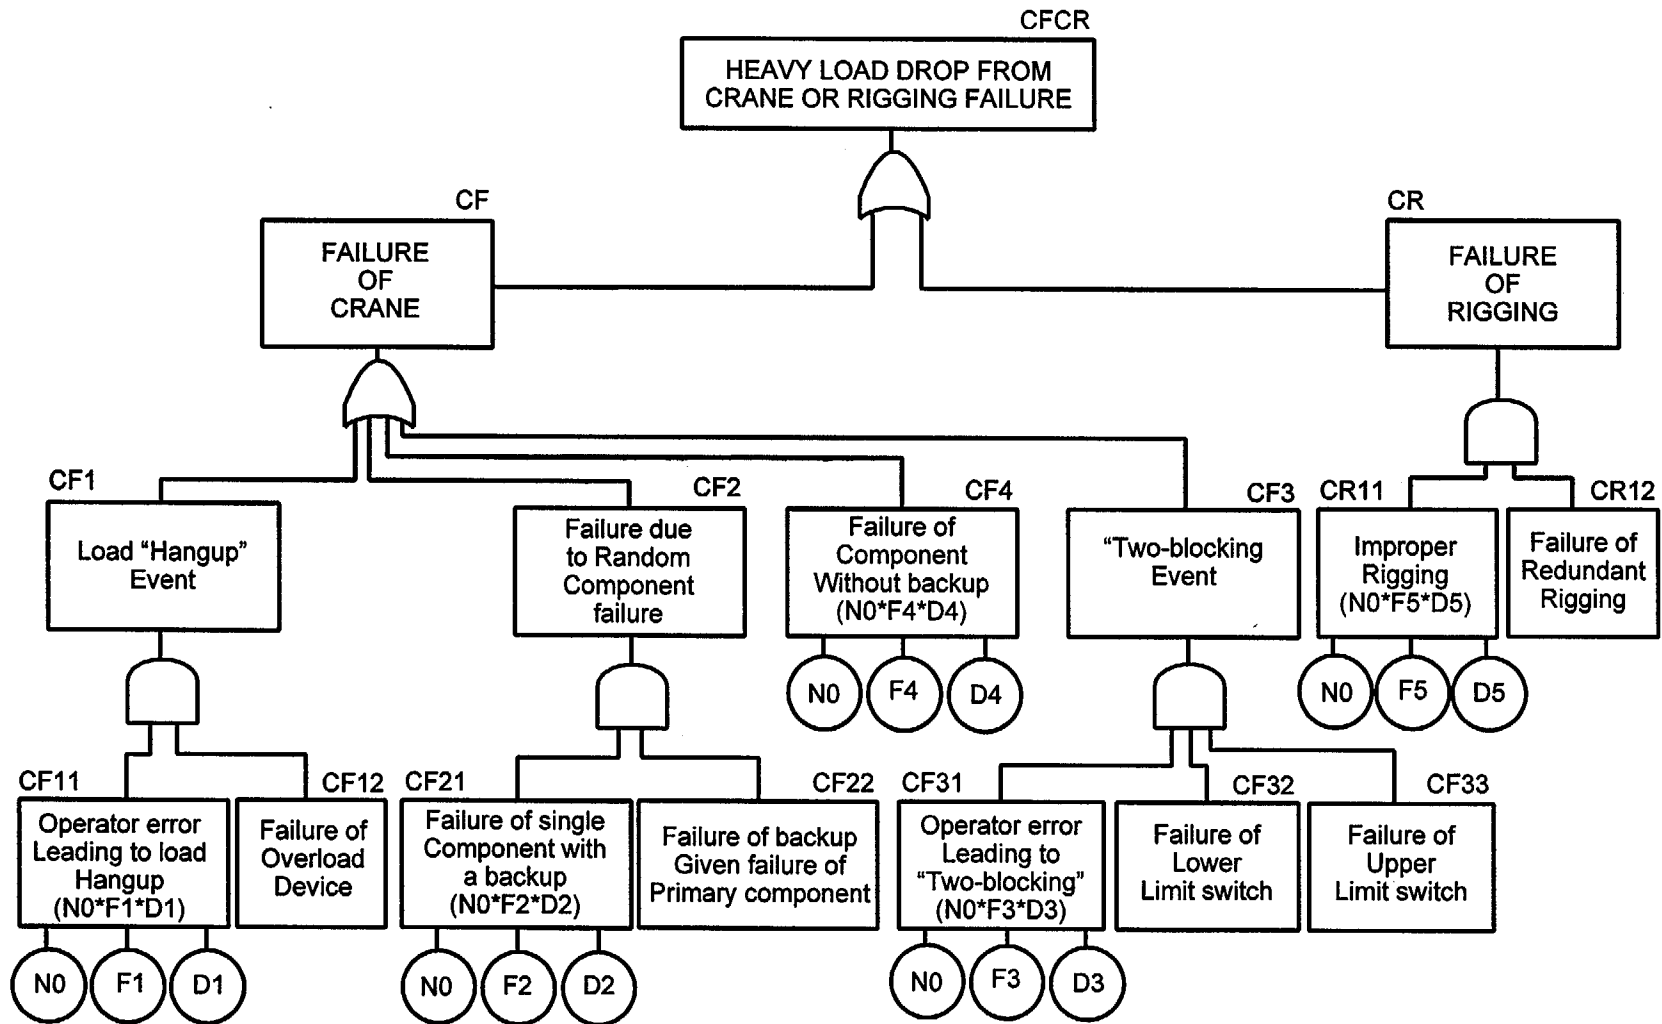 CFCR
HEAVY LOAD DROP FROM
CRANE OR RIGGING FAILURE
CF
FAILURE
OF
CRANE
CR
FAILURE
OF
RIGGING
CF1
Load “Hangup”
Event
CF2
Failure due
to Random
Component
failure
CF4
Failure of
Component
Without backup
(N0*F4*D4)
N0
F4
D4
CF3
“Two-blocking
Event
CR11
Improper
Rigging
(N0*F5*D5)
N0
F5
D5
CR12
Failure of
Redundant
Rigging
CF11
Operator error
Leading to load
Hangup
(N0*F1*D1)
N0
F1
D1
CF12
Failure of
Overload
Device
CF21
Failure of single
Component with
a backup
(N0*F2*D2)
N0
F2
D2
CF22
Failure of backup
Given failure of
Primary component
CF31
Operator error
Leading to
“Two-blocking”
(N0*F3*D3)
N0
F3
D3
CF32
Failure of
Lower
Limit switch
CF33
Failure of
Upper
Limit switch